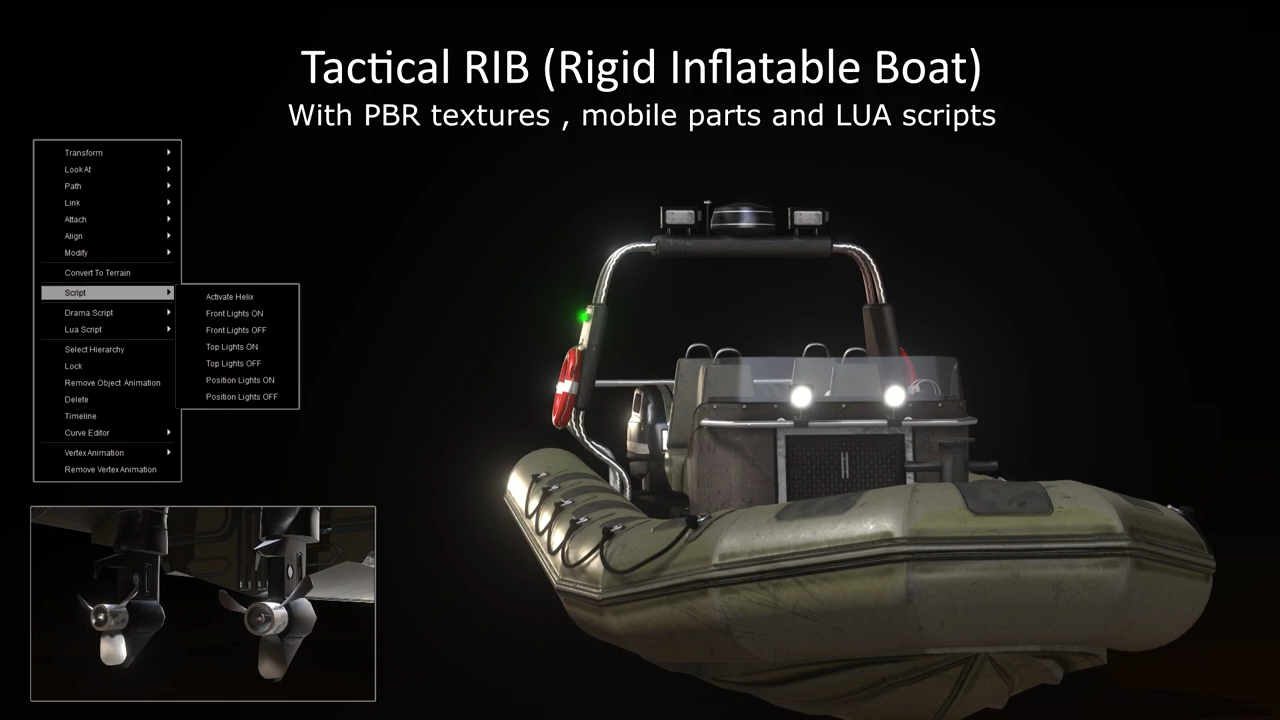 Tactical RIB (Rigid Inflatable Boat)
With PBR textures , mobile parts and LUA scripts
Transform
Look At
Path
Link
Attach
Align
Modify
Convert To Terrain
Script
Drama Script
Lua Script
Select Hierarchy
Lock
Remove Object Animation
Delete
Timeline
Curve Editor
Vertex Animation
Remove Vertex Animation
Activate Helix
Front Lights ON
Front Lights OFF
Top Lights ON
Top Lights OFF
Position Lights ON
Position Lights OFF